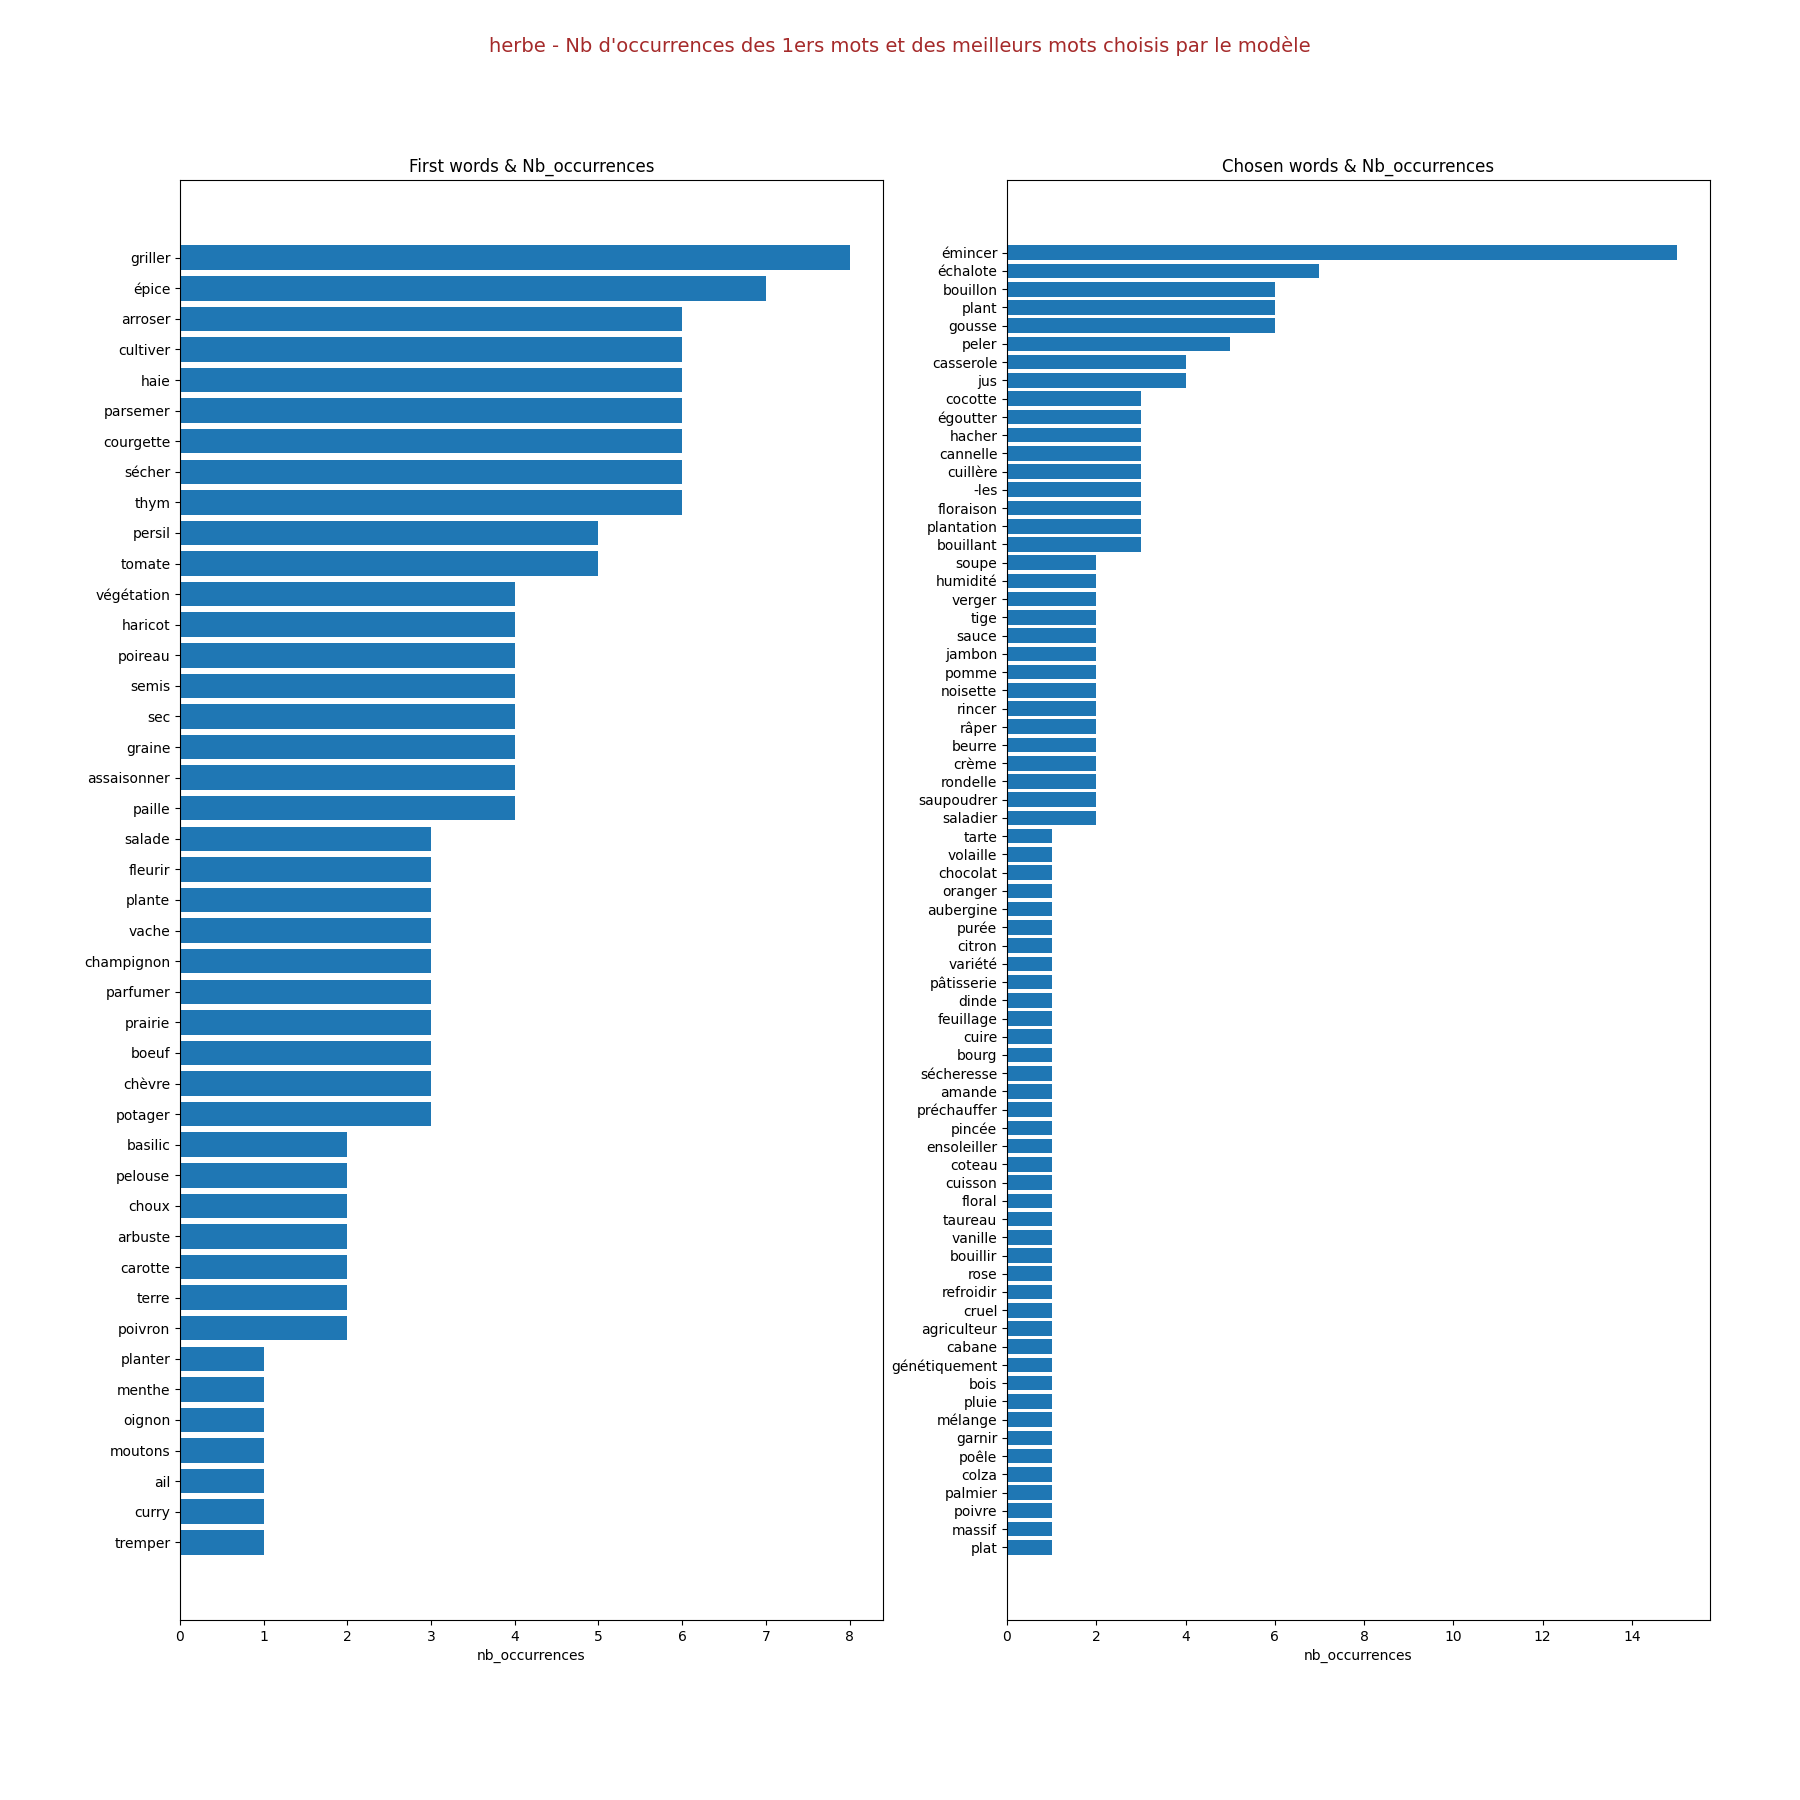 herbe - Nb d'occurrences des 1ers mots et des meilleurs mots choisis par le modèle
First words & Nb_occurrences
griller
épice
arroser
cultiver
haie
parsemer
courgette
sécher
thym
persil
tomate
végétation
haricot
poireau
semis
sec
graine
assaisonner
paille
salade
fleurir
plante
vache
champignon
parfumer
prairie
boeuf
chèvre
potager
basilic
pelouse
choux
arbuste
carotte
terre
poivron
planter
menthe
oignon
moutons
ail
curry
tremper
0 1 2 3 4 5 6 7 8
nb_occurrences
Chosen words & Nb_occurrences
émincer
échalote
bouillon
plant
gousse
peler
casserole
jus
cocotte
égoutter
hacher
cannelle
cuillère
-les
floraison
plantation
bouillant
soupe
humidité
verger
tige
sauce
jambon
pomme
noisette
rincer
râper
beurre
crème
rondelle
saupoudrer
saladier
tarte
volaille
chocolat
oranger
aubergine
purée
citron
variété
pâtisserie
dinde
feuillage
cuire
bourg
sécheresse
amande
préchauffer
pincée
ensoleiller
coteau
cuisson
floral
taureau
vanille
bouillir
rose
refroidir
cruel
agriculteur
cabane
génétiquement
bois
pluie
mélange
garnir
poêle
colza
palmier
poivre
massif
plat
0 2 4 6 8 10 12 14
nb_occurrences